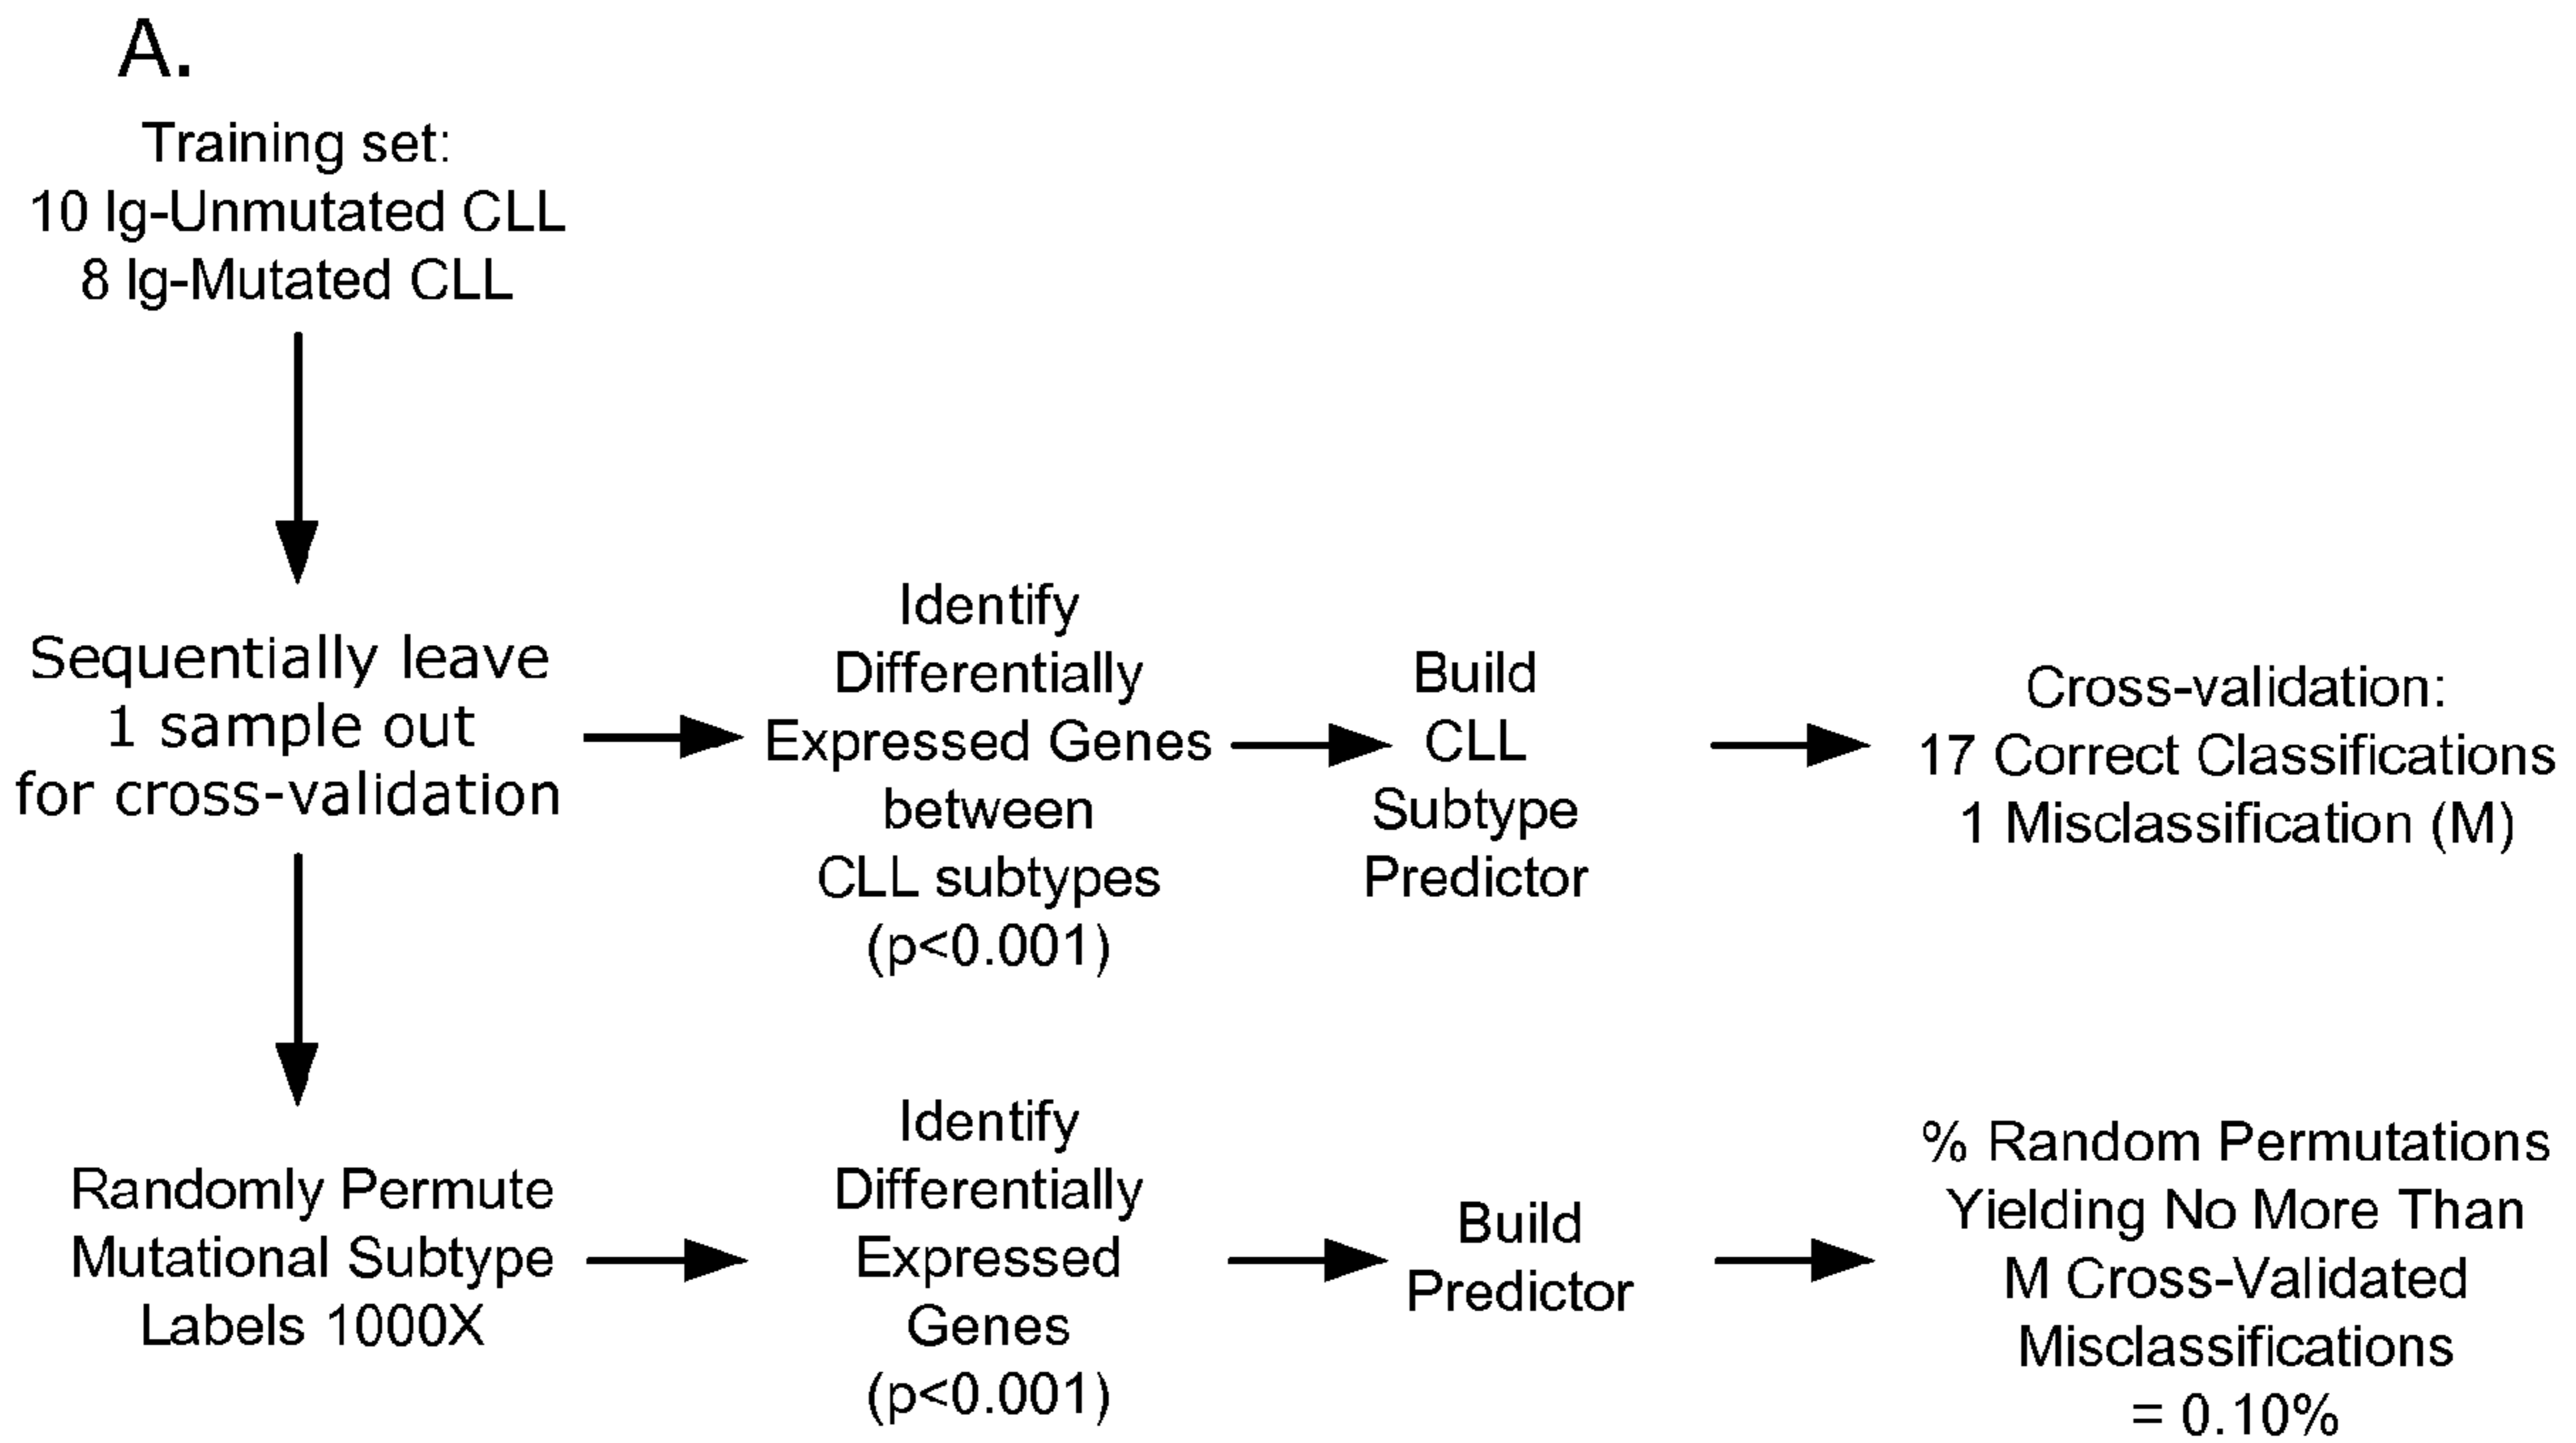 A.
Training set:
10 Ig-Unmutated CLL
8 Ig-Mutated CLL
Sequentially leave
1 sample out
for cross-validation
Identify
Differentially
Expressed Genes
between
CLL subtypes
(p<0.001)
Build
CLL
Subtype
Predictor
Cross-validation:
17 Correct Classifications
1 Misclassification (M)
Randomly Permute
Mutational Subtype
Labels 1000X
Identify
Differentially
Expressed
Genes
(p<0.001)
Build
Predictor
% Random Permutations
Yielding No More Than
M Cross-Validated
Misclassifications
= 0.10%